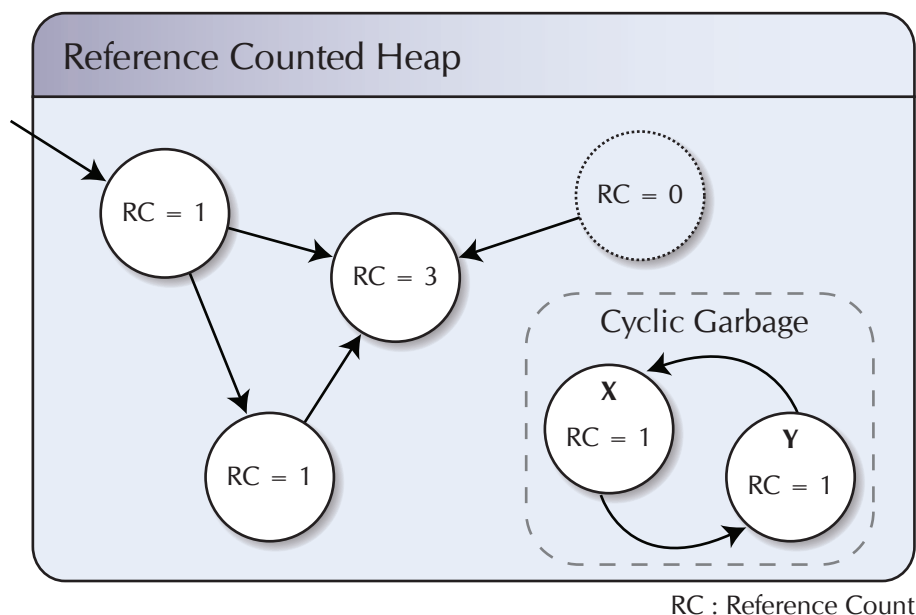 Reference Counted Heap
RC = 1
RC = 0
RC = 3
RC = 1
Cyclic Garbage
X
RC = 1
Y
RC = 1
RC : Reference Count